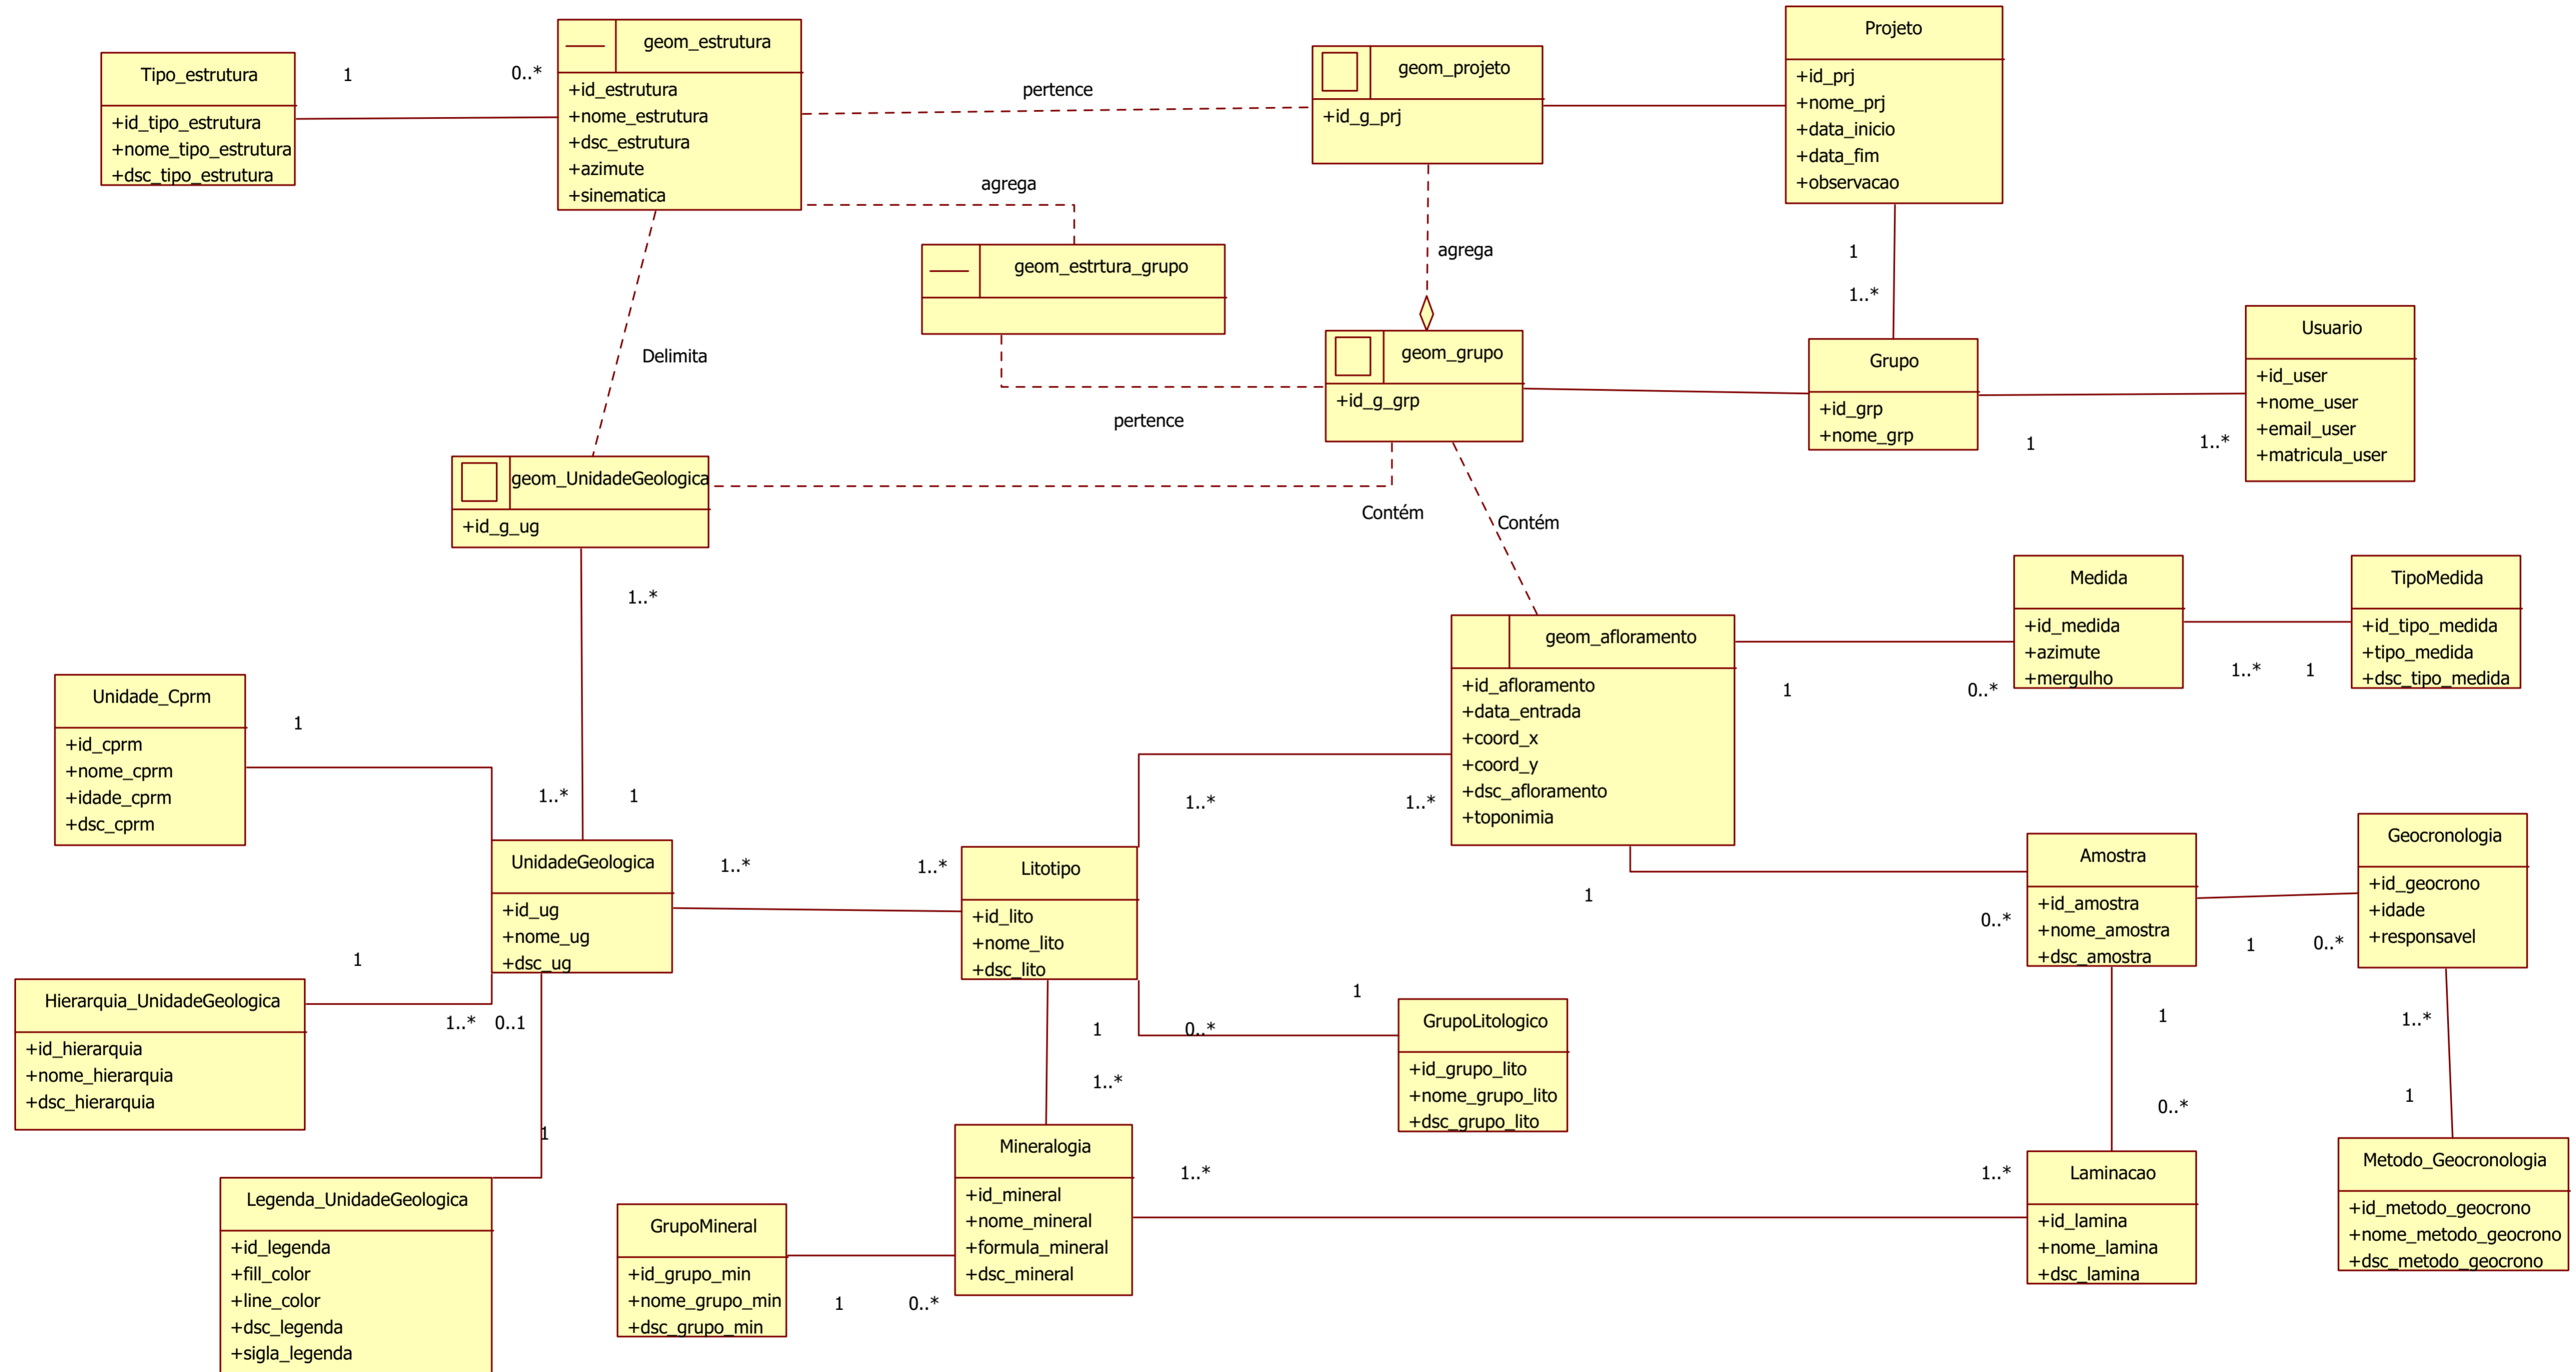 Tipo_estrutura
+id_tipo_estrutura
+nome_tipo_estrutura
+dsc_tipo_estrutura
1
0..*
geom_estrutura
+id_estrutura
+nome_estrutura
+dsc_estrutura
+azimute
+sinematica
pertence
agrega
geom_projeto
+id_g_prj
Projeto
+id_prj
+nome_prj
+data_inicio
+data_fim
+observacao
agrega
1
1..*
geom_estrtura_grupo
Delimita
pertence
geom_grupo
+id_g_grp
Grupo
+id_grp
+nome_grp
1
1..*
Usuario
+id_user
+nome_user
+email_user
+matricula_user
geom_UnidadeGeologica
+id_g_ug
Contém
Contém
1..*
geom_afloramento
+id_afloramento
+data_entrada
+coord_x
+coord_y
+dsc_afloramento
+toponimia
1
0..*
Medida
+id_medida
+azimute
+mergulho
1..*
1
TipoMedida
+id_tipo_medida
+tipo_medida
+dsc_tipo_medida
Unidade_Cprm
+id_cprm
+nome_cprm
+idade_cprm
+dsc_cprm
1
1..*
1
1..*
1..*
UnidadeGeologica
+id_ug
+nome_ug
+dsc_ug
1..*
1..*
Litotipo
+id_lito
+nome_lito
+dsc_lito
1
0..*
Amostra
+id_amostra
+nome_amostra
+dsc_amostra
1
0..*
Geocronologia
+id_geocrono
+idade
+responsavel
1
1..*
0..1
Hierarquia_UnidadeGeologica
+id_hierarquia
+nome_hierarquia
+dsc_hierarquia
1
1
0..*
1
1..*
GrupoLitologico
+id_grupo_lito
+nome_grupo_lito
+dsc_grupo_lito
1
0..*
1..*
1
Legenda_UnidadeGeologica
+id_legenda
+fill_color
+line_color
+dsc_legenda
+sigla_legenda
GrupoMineral
+id_grupo_min
+nome_grupo_min
+dsc_grupo_min
1
0..*
Mineralogia
+id_mineral
+nome_mineral
+formula_mineral
+dsc_mineral
1..*
1..*
Laminacao
+id_lamina
+nome_lamina
+dsc_lamina
Metodo_Geocronologia
+id_metodo_geocrono
+nome_metodo_geocrono
+dsc_metodo_geocrono